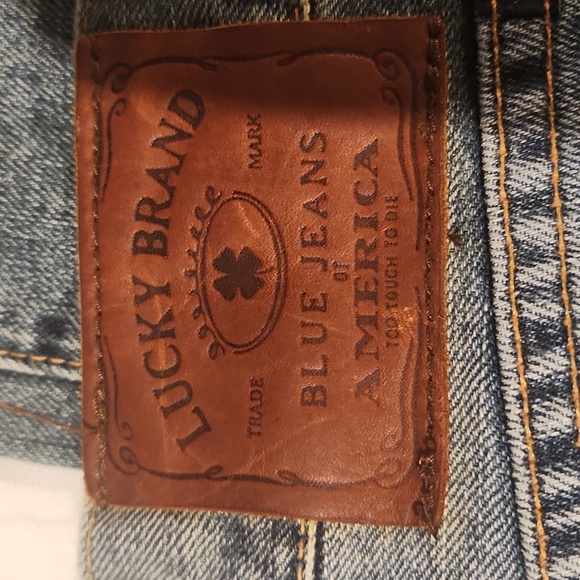 LUCKY BRAND
TRADE MARK
BLUE JEANS
OF
AMERICA
TOO TOUGH TO DIE